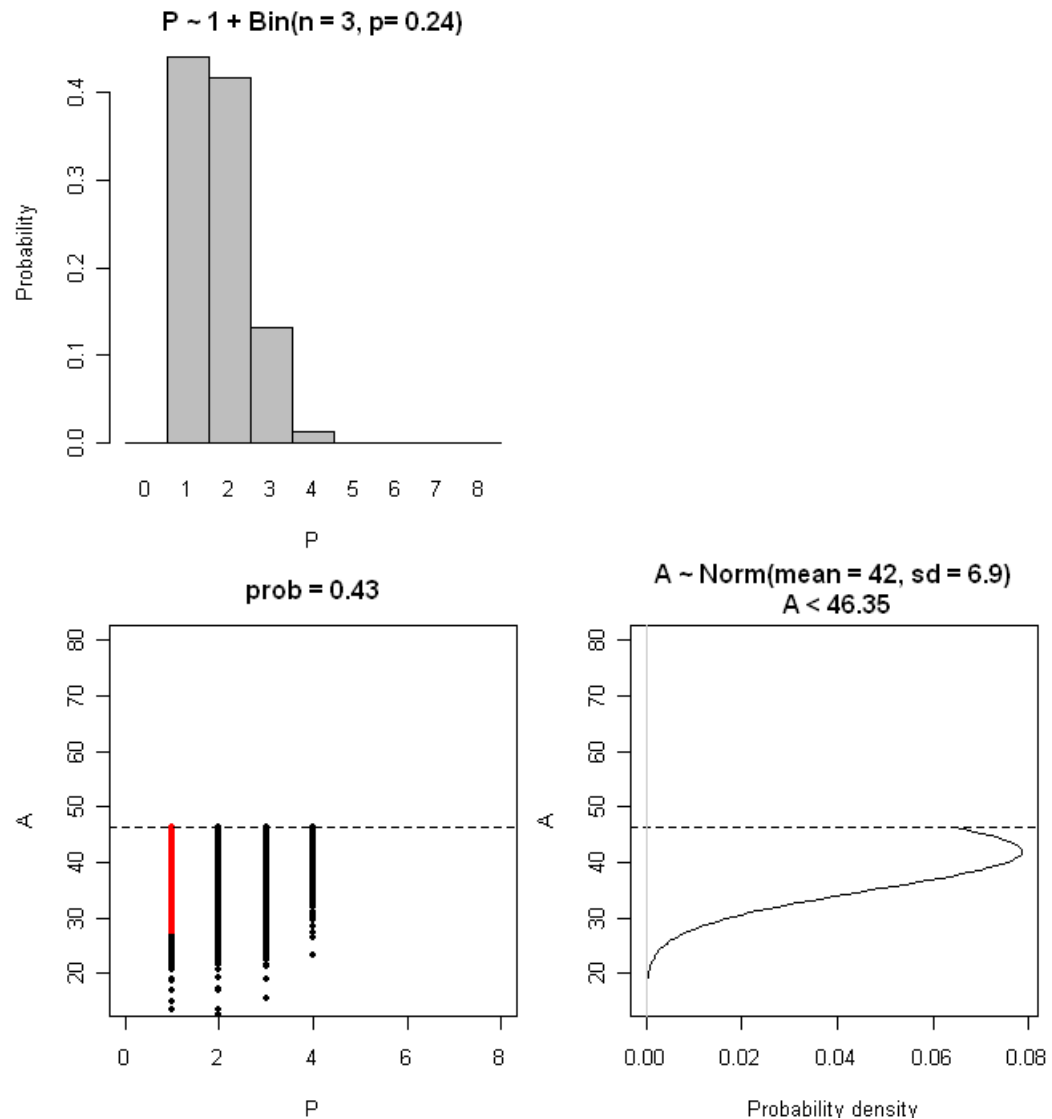 P ~ 1 + Bin(n = 3, p= 0.24)
Probability
0.0 0.1 0.2 0.3 0.4
0 1 2 3 4 5 6 7 8
P
prob = 0.43
A
20 30 40 50 60 70 80
0 2 4 6 8
P
A ~ Norm(mean = 42, sd = 6.9)
A < 46.35
A
20 30 40 50 60 70 80
0.00 0.02 0.04 0.06 0.08
Probability density